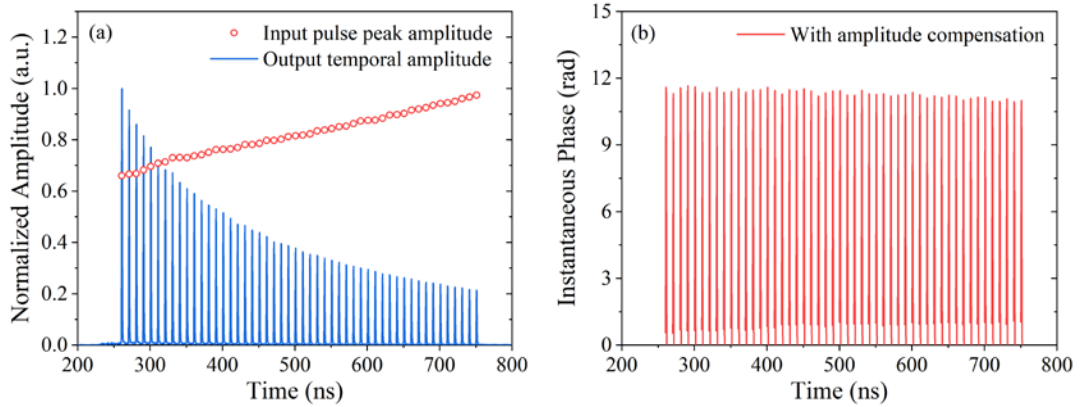 (a)
Input pulse peak amplitude
Output temporal amplitude
Normalized Amplitude (a.u.)
1.2
1.0
0.8
0.6
0.4
0.2
0.0
200 300 400 500 600 700 800
Time (ns)
(b)
With amplitude compensation
Instantaneous Phase (rad)
15
12
9
6
3
0
200 300 400 500 600 700 800
Time (ns)